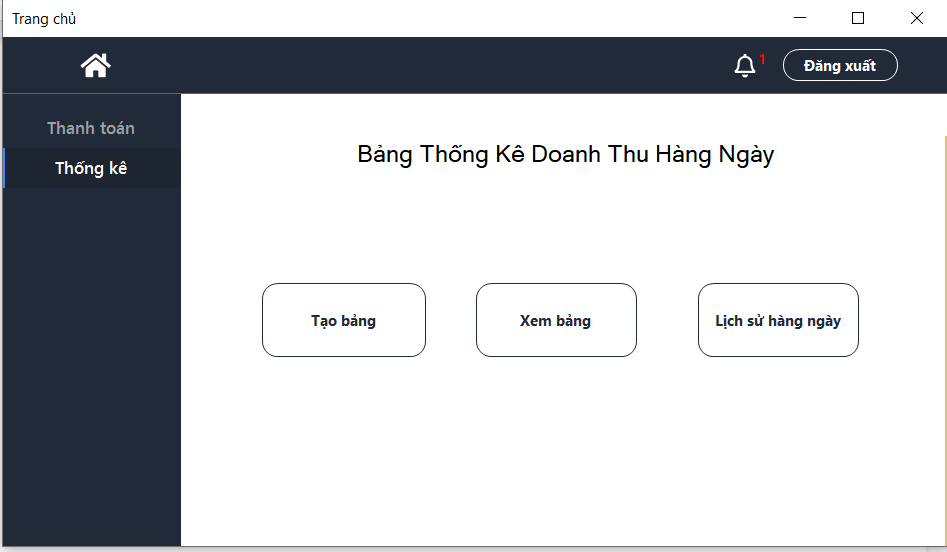 Trang chủ
1
Đăng xuất
Thanh toán
Thống kê
Bảng Thống Kê Doanh Thu Hàng Ngày
Tạo bảng
Xem bảng
Lịch sử hàng ngày